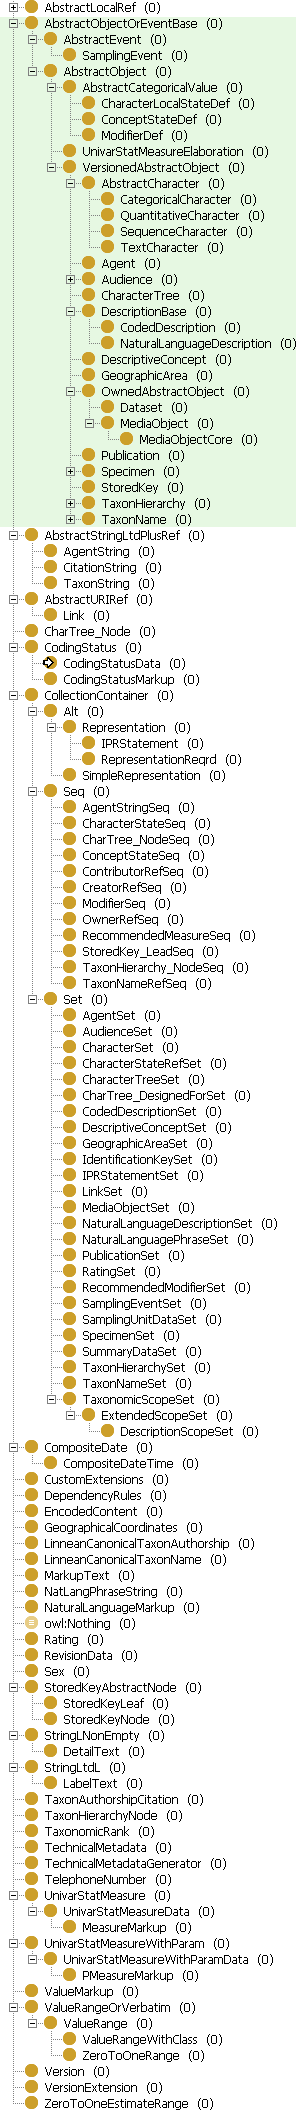 AbstractLocalRef (0)
AbstractObjectOrEventBase (0)
AbstractEvent (0)
SamplingEvent (0)
AbstractObject (0)
AbstractCategoricalValue (0)
CharacterLocalStateDef (0)
ConceptStateDef (0)
ModifierDef (0)
UnivarStatMeasureElaboration (0)
VersionedAbstractObject (0)
AbstractCharacter (0)
CategoricalCharacter (0)
QuantitativeCharacter (0)
SequenceCharacter (0)
TextCharacter (0)
Agent (0)
Audience (0)
CharacterTree (0)
DescriptionBase (0)
CodedDescription (0)
NaturalLanguageDescription (0)
DescriptiveConcept (0)
GeographicArea (0)
OwnedAbstractObject (0)
Dataset (0)
MediaObject (0)
MediaObjectCore (0)
Publication (0)
Specimen (0)
StoredKey (0)
TaxonHierarchy (0)
TaxonName (0)
AbstractStringLtdPlusRef (0)
AgentString (0)
CitationString (0)
TaxonString (0)
AbstractURIRef (0)
Link (0)
CharTree_Node (0)
CodingStatus (0)
CodingStatusData (0)
CodingStatusMarkup (0)
CollectionContainer (0)
Alt (0)
Representation (0)
IPRStatement (0)
RepresentationReqrd (0)
SimpleRepresentation (0)
Seq (0)
AgentStringSeq (0)
CharacterStateSeq (0)
CharTree_NodeSeq (0)
ConceptStateSeq (0)
ContributorRefSeq (0)
CreatorRefSeq (0)
ModifierSeq (0)
OwnerRefSeq (0)
RecommendedMeasureSeq (0)
StoredKey_LeadSeq (0)
TaxonHierarchy_NodeSeq (0)
TaxonNameRefSeq (0)
Set (0)
AgentSet (0)
AudienceSet (0)
CharacterSet (0)
CharacterStateRefSet (0)
CharacterTreeSet (0)
CharTree_DesignedForSet (0)
CodedDescriptionSet (0)
DescriptiveConceptSet (0)
GeographicAreaSet (0)
IdentificationKeySet (0)
IPRStatementSet (0)
LinkSet (0)
MediaObjectSet (0)
NaturalLanguageDescriptionSet (0)
NaturalLanguagePhraseSet (0)
PublicationSet (0)
RatingSet (0)
RecommendedModifierSet (0)
SamplingEventSet (0)
SamplingUnitDataSet (0)
SpecimenSet (0)
SummaryDataSet (0)
TaxonHierarchySet (0)
TaxonNameSet (0)
TaxonomicScopeSet (0)
ExtendedScopeSet (0)
DescriptionScopeSet (0)
CompositeDate (0)
CompositeDateTime (0)
CustomExtensions (0)
DependencyRules (0)
EncodedContent (0)
GeographicalCoordinates (0)
LinneanCanonicalTaxonAuthorship (0)
LinneanCanonicalTaxonName (0)
MarkupText (0)
NatLangPhraseString (0)
NaturalLanguageMarkup (0)
owl:Nothing (0)
Rating (0)
RevisionData (0)
Sex (0)
StoredKeyAbstractNode (0)
StoredKeyLeaf (0)
StoredKeyNode (0)
StringLNonEmpty (0)
DetailText (0)
StringLtdL (0)
LabelText (0)
TaxonAuthorshipCitation (0)
TaxonHierarchyNode (0)
TaxonomicRank (0)
TechnicalMetadata (0)
TechnicalMetadataGenerator (0)
TelephoneNumber (0)
UnivarStatMeasure (0)
UnivarStatMeasureData (0)
MeasureMarkup (0)
UnivarStatMeasureWithParam (0)
UnivarStatMeasureWithParamData (0)
PMeasureMarkup (0)
ValueMarkup (0)
ValueRangeOrVerbatim (0)
ValueRange (0)
ValueRangeWithClass (0)
ZeroToOneRange (0)
Version (0)
VersionExtension (0)
ZeroToOneEstimateRange (0)